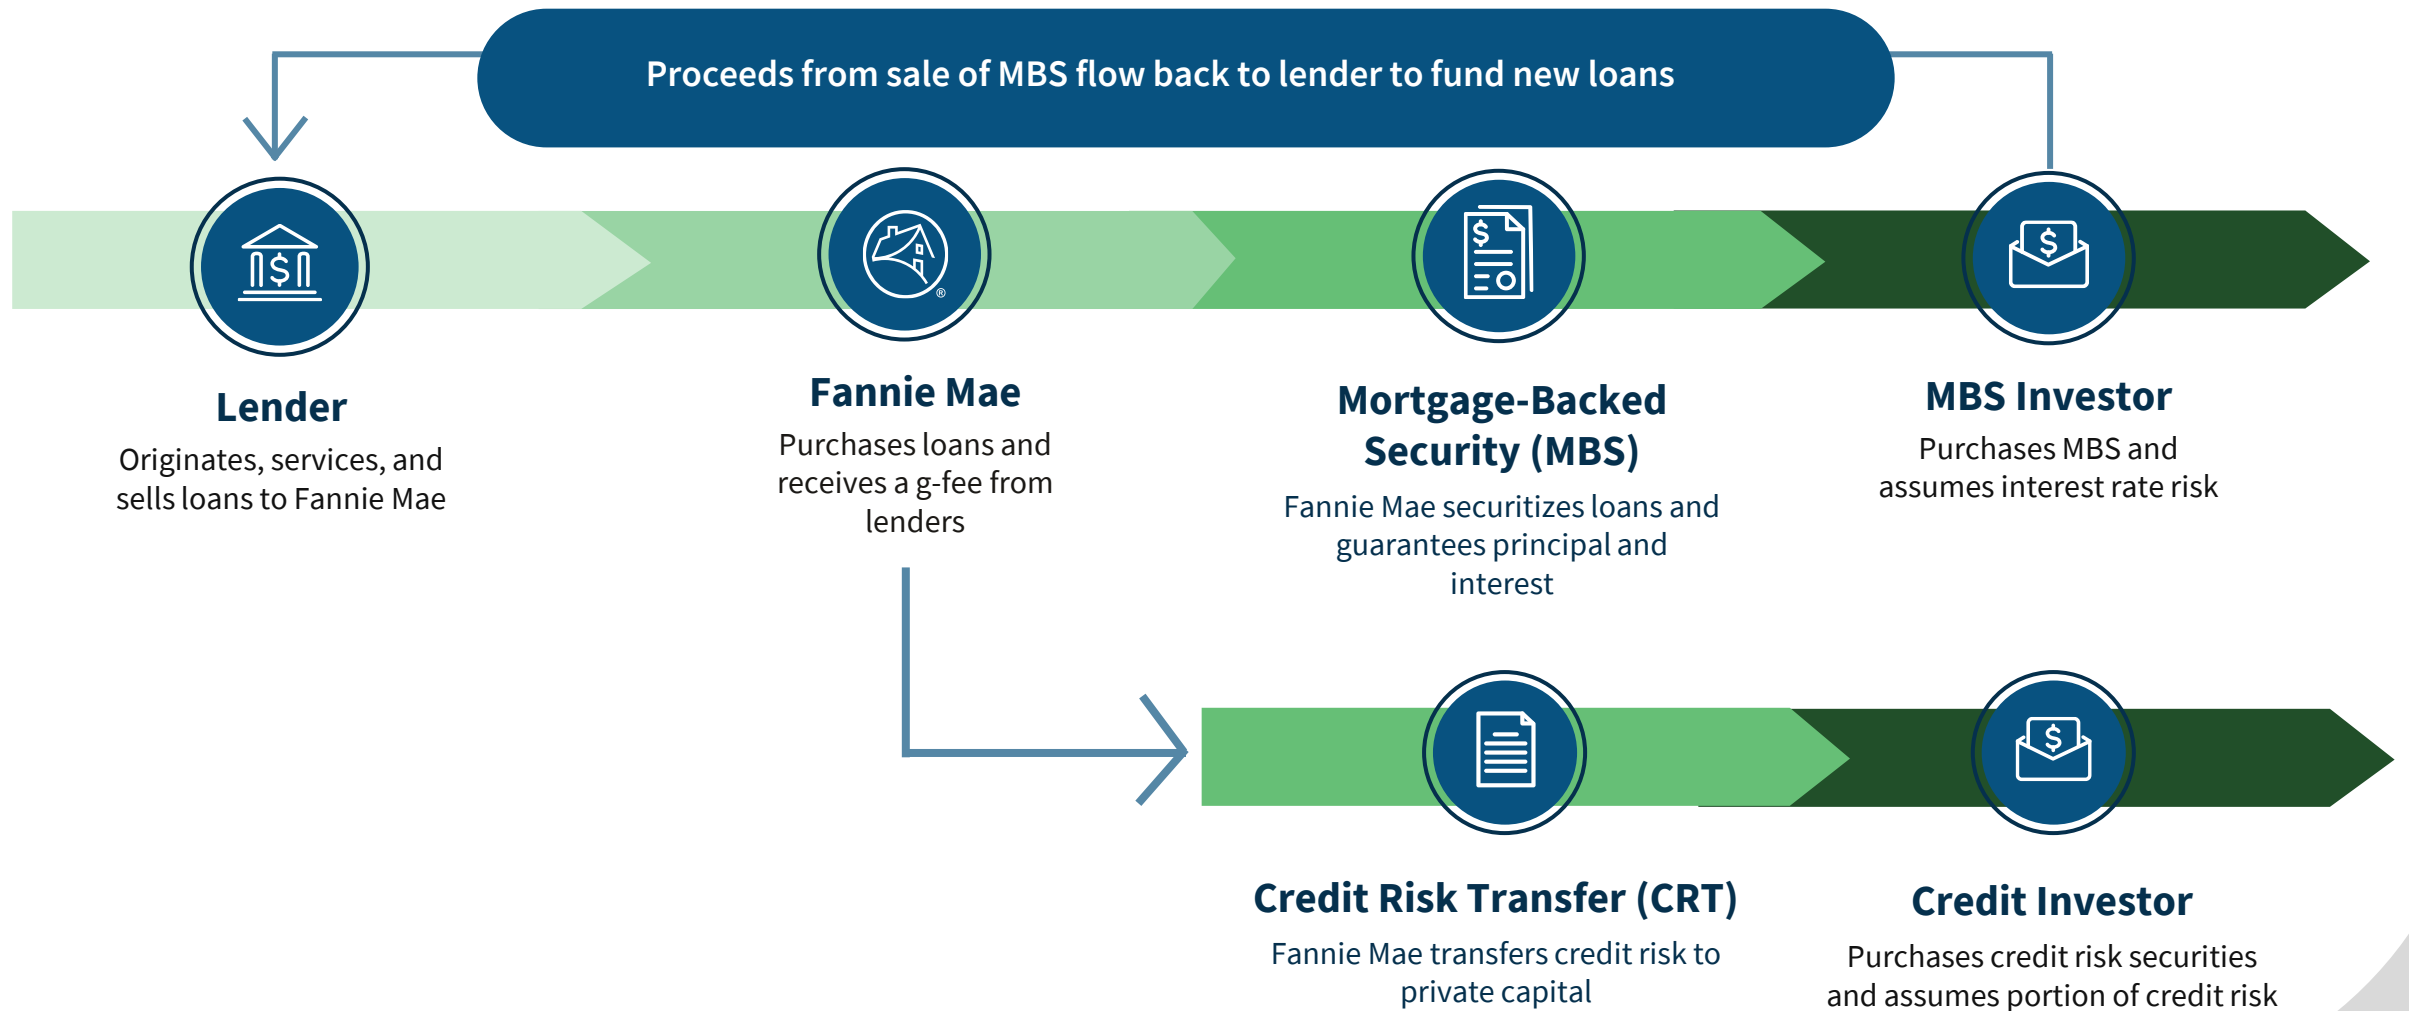 Proceeds from sale of MBS flow back to lender to fund new loans
$
®
$
$
Lender
Originates, services, and
sells loans to Fannie Mae
Fannie Mae
Purchases loans and
receives a g-fee from
lenders
Mortgage-Backed
Security (MBS)
Fannie Mae securitizes loans and
guarantees principal and
interest
MBS Investor
Purchases MBS and
assumes interest rate risk
$
Credit Risk Transfer (CRT)
Fannie Mae transfers credit risk to
private capital
Credit Investor
Purchases credit risk securities
and assumes portion of credit risk